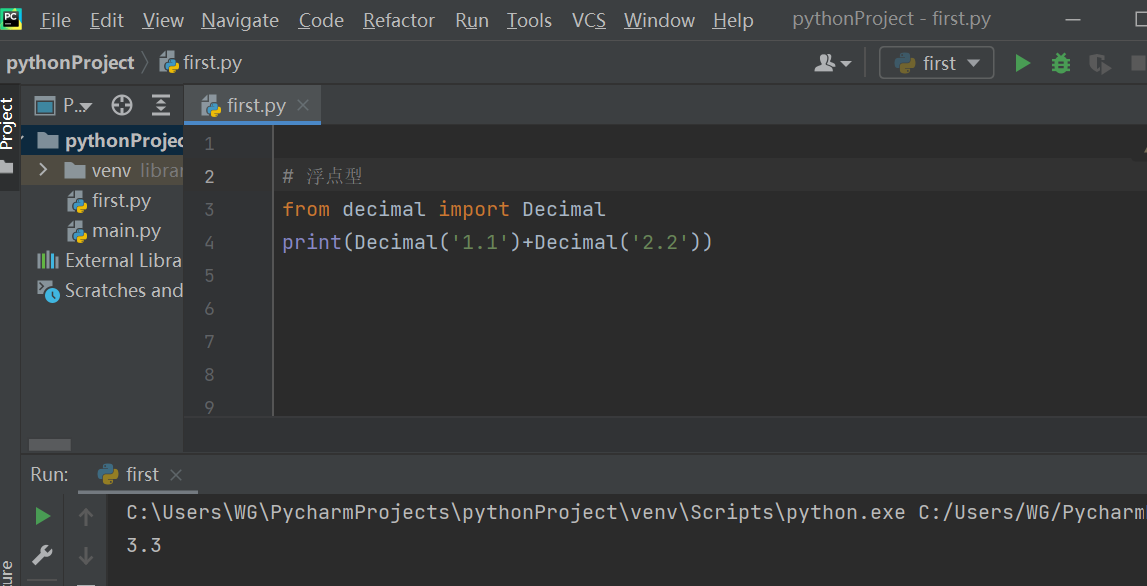 PC File Edit View Navigate Code Refactor Run Tools VCS Window Help pythonProject - first.py
pythonProject first.py first
Project P... first.py
pythonProjec
venv librar
first.py
main.py
External Libra
Scratches and
1
2 # 浮点型
3 from decimal import Decimal
4 print(Decimal('1.1')+Decimal('2.2'))
5
6
7
8
9
Run: first
C:\Users\WG\PycharmProjects\pythonProject\venv\Scripts\python.exe C:/Users/WG/Pycharm
3.3
ture